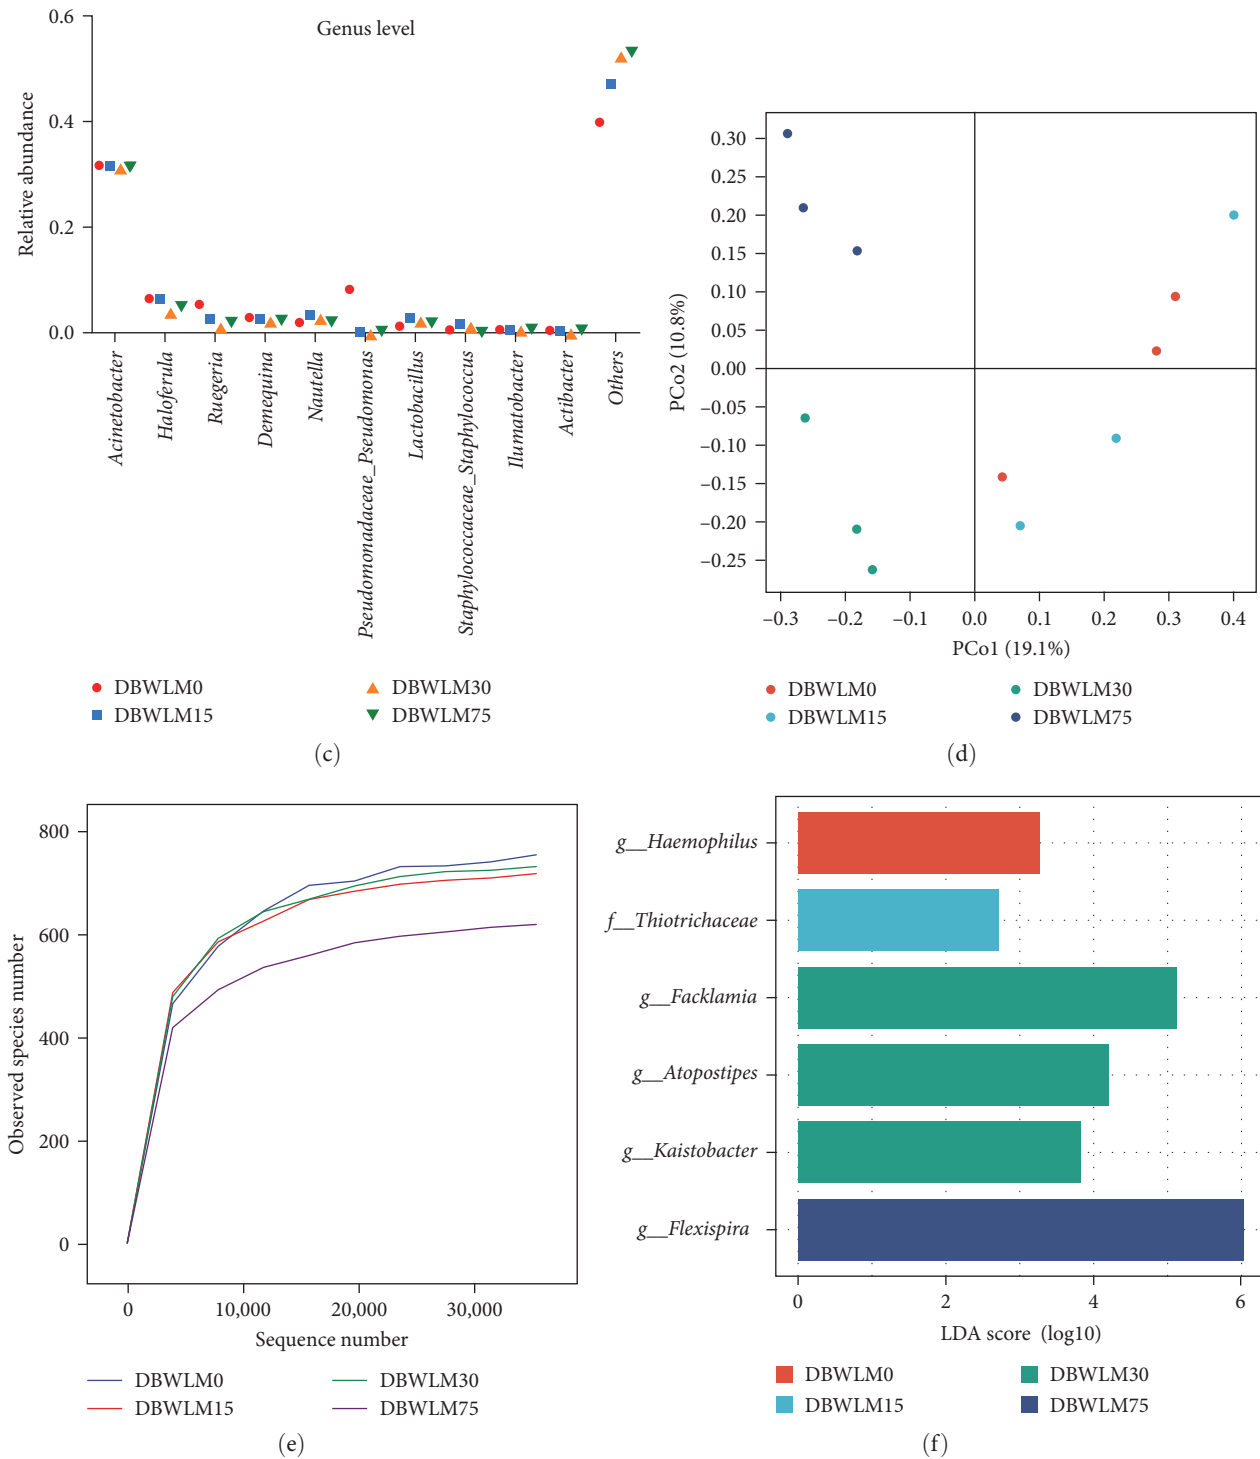 Genus level
Relative abundance
0.6
0.4
0.2
0.0
Acinetobacter
Haloferula
Ruegeria
Demequina
Nautella
Pseudomonadaceae_Pseudomonas
Lactobacillus
Staphylococcaceae_Staphylococcus
Ilumatobacter
Actibacter
Others
DBWLM0
DBWLM15
DBWLM30
DBWLM75
(c)
PCo2 (10.8%)
0.30
0.25
0.20
0.15
0.10
0.05
0.00
−0.05
−0.10
−0.15
−0.20
−0.25
−0.3 −0.2 −0.1 0.0 0.1 0.2 0.3 0.4
PCo1 (19.1%)
DBWLM0
DBWLM15
DBWLM30
DBWLM75
(d)
Observed species number
800
600
400
200
0
0 10,000 20,000 30,000
Sequence number
DBWLM0
DBWLM15
DBWLM30
DBWLM75
(e)
g__Haemophilus
f__Thiotrichaceae
g__Facklamia
g__Atopostipes
g__Kaistobacter
g__Flexispira
0 2 4 6
LDA score (log10)
DBWLM0
DBWLM15
DBWLM30
DBWLM75
(f)